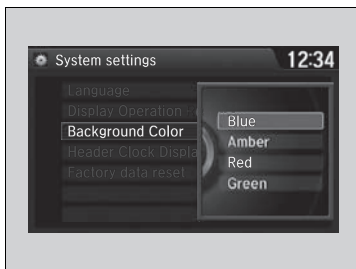 System settings
12:34
Language
Display Operation
Background Color
Header Clock Displa
Factory data reset
Blue
Amber
Red
Green